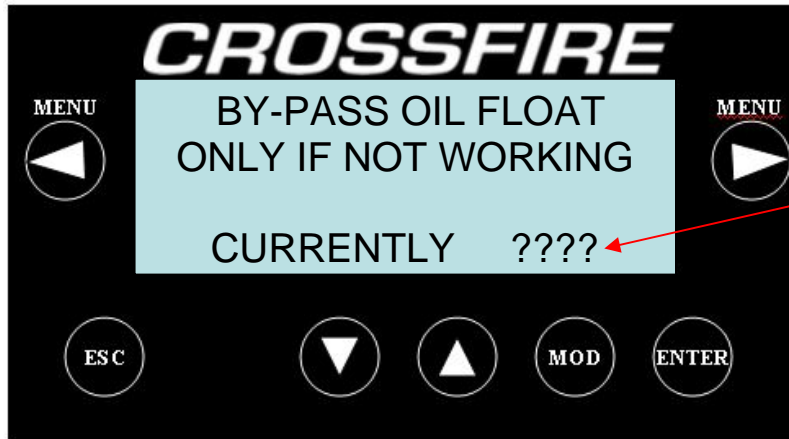 CROSSFIRE
MENU
MENU
BY-PASS OIL FLOAT
ONLY IF NOT WORKING
CURRENTLY ????
ESC
MOD
ENTER